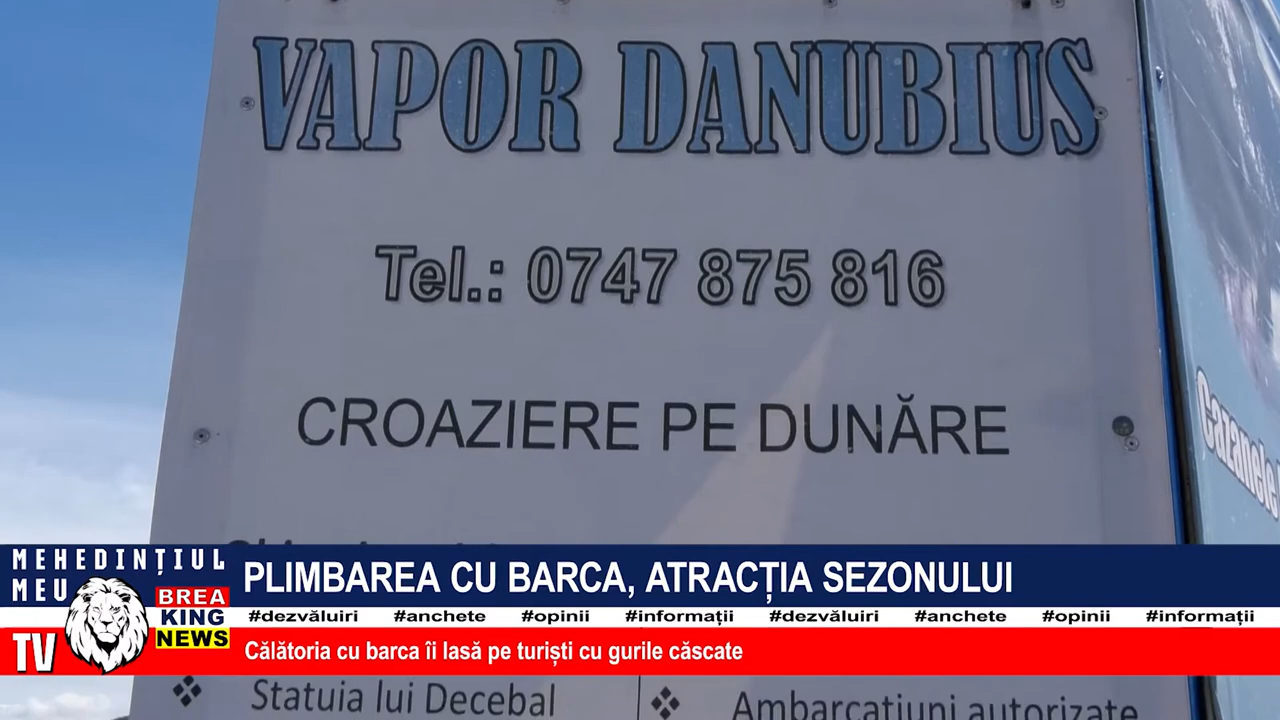 VAPOR DANUBIUS
Tel.: 0747 875 816
CROAZIERE PE DUNĂRE
Cazanele
MEHEDINȚIUL
MEU
TV
BREA
KING
NEWS
PLIMBAREA CU BARCA, ATRACȚIA SEZONULUI
#dezvăluiri #anchete #opinii #informații #dezvăluiri #anchete #opinii #informații
Călătoria cu barca îi lasă pe turiști cu gurile căscate
Statuia lui Decebal
Ambarcațiuni autorizate